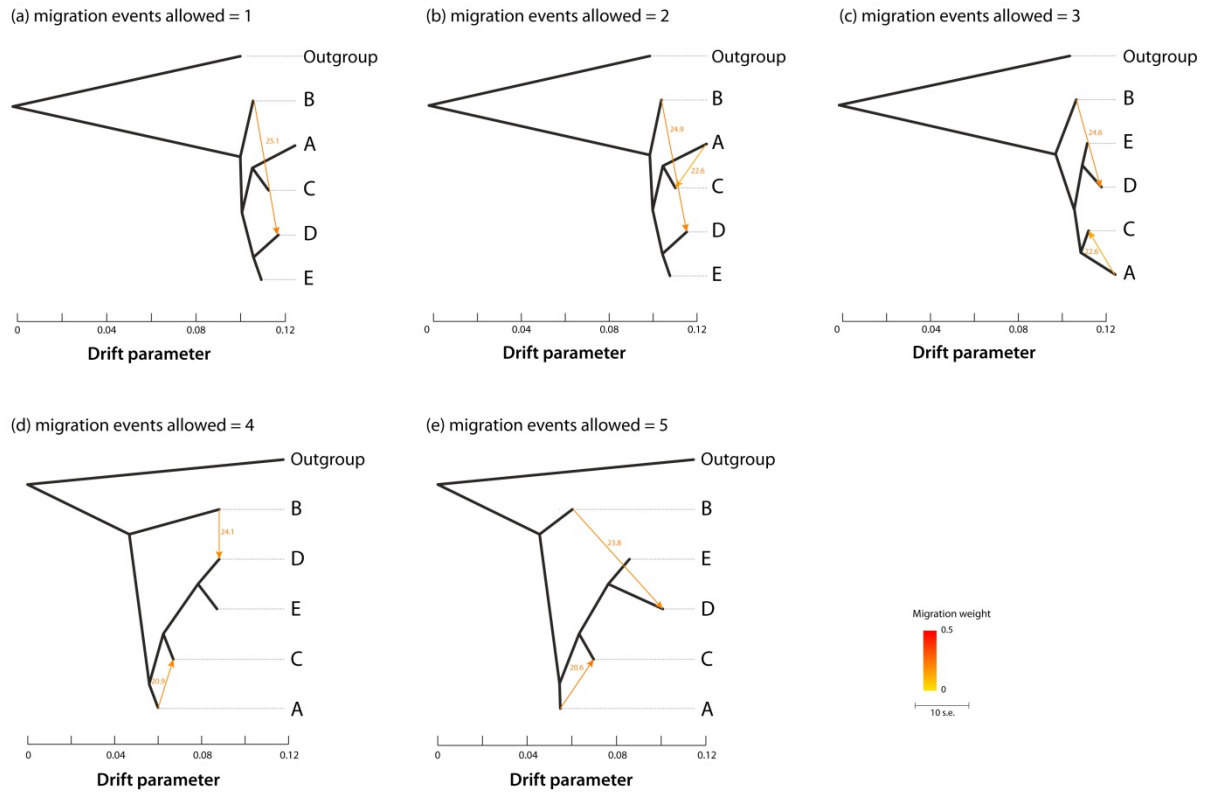 (a) migration events allowed = 1
Outgroup
B
25.1
A
C
D
E
0
0.04
0.08
0.12
Drift parameter
(b) migration events allowed = 2
Outgroup
B
24.9
A
22.6
C
D
E
0
0.04
0.08
0.12
Drift parameter
(c) migration events allowed = 3
Outgroup
B
24.6
E
D
C
22.6
A
0
0.04
0.08
0.12
Drift parameter
(d) migration events allowed = 4
Outgroup
B
24.1
D
E
C
20.9
A
0
0.04
0.08
0.12
Drift parameter
(e) migration events allowed = 5
Outgroup
B
23.8
E
D
C
20.6
A
0
0.04
0.08
0.12
Drift parameter
Migration weight
0.5
0
10 s.e.